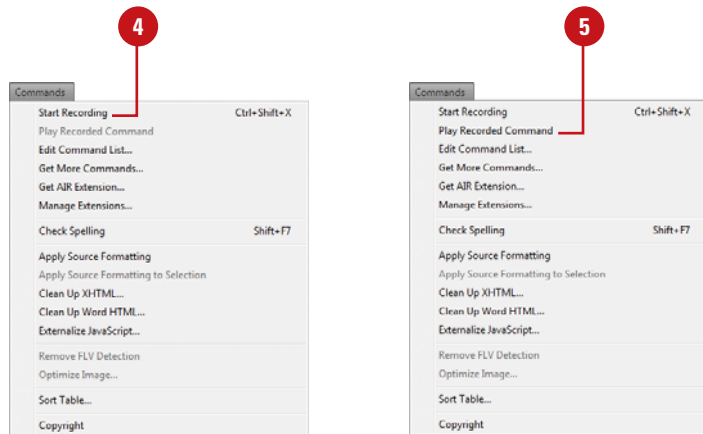 4
Commands
Start Recording Ctrl+Shift+X
Play Recorded Command
Edit Command List...
Get More Commands...
Get AIR Extension...
Manage Extensions...
Check Spelling Shift+F7
Apply Source Formatting
Apply Source Formatting to Selection
Clean Up XHTML...
Clean Up Word HTML...
Externalize JavaScript...
Remove FLV Detection
Optimize Image...
Sort Table...
Copyright
5
Commands
Start Recording Ctrl+Shift+X
Play Recorded Command
Edit Command List...
Get More Commands...
Get AIR Extension...
Manage Extensions...
Check Spelling Shift+F7
Apply Source Formatting
Apply Source Formatting to Selection
Clean Up XHTML...
Clean Up Word HTML...
Externalize JavaScript...
Remove FLV Detection
Optimize Image...
Sort Table...
Copyright